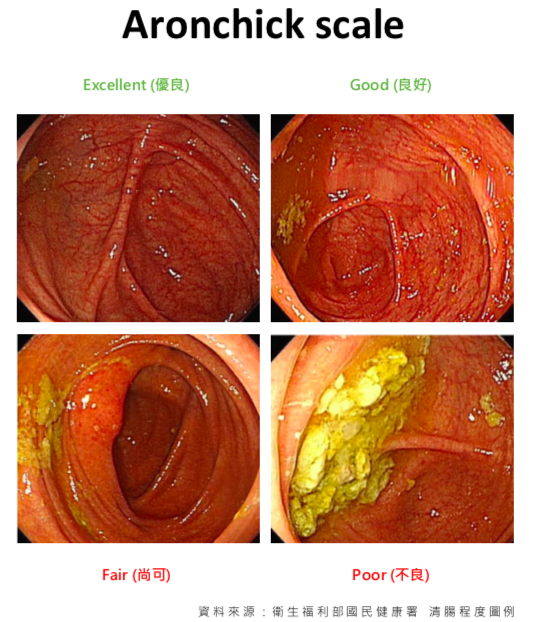 Aronchick scale
Excellent (優良)
Good (良好)
Fair (尚可)
Poor (不良)
資料來源：衛生福利部國民健康署 清腸程度圖例